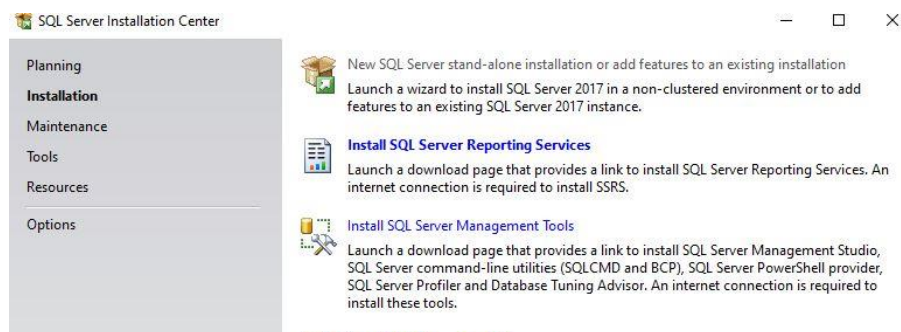 SQL Server Installation Center
Planning
Installation
Maintenance
Tools
Resources
Options
New SQL Server stand-alone installation or add features to an existing installation
Launch a wizard to install SQL Server 2017 in a non-clustered environment or to add
features to an existing SQL Server 2017 instance.
Install SQL Server Reporting Services
Launch a download page that provides a link to install SQL Server Reporting Services. An
internet connection is required to install SSRS.
Install SQL Server Management Tools
Launch a download page that provides a link to install SQL Server Management Studio,
SQL Server command-line utilities (SQLCMD and BCP), SQL Server PowerShell provider,
SQL Server Profiler and Database Tuning Advisor. An internet connection is required to
install these tools.